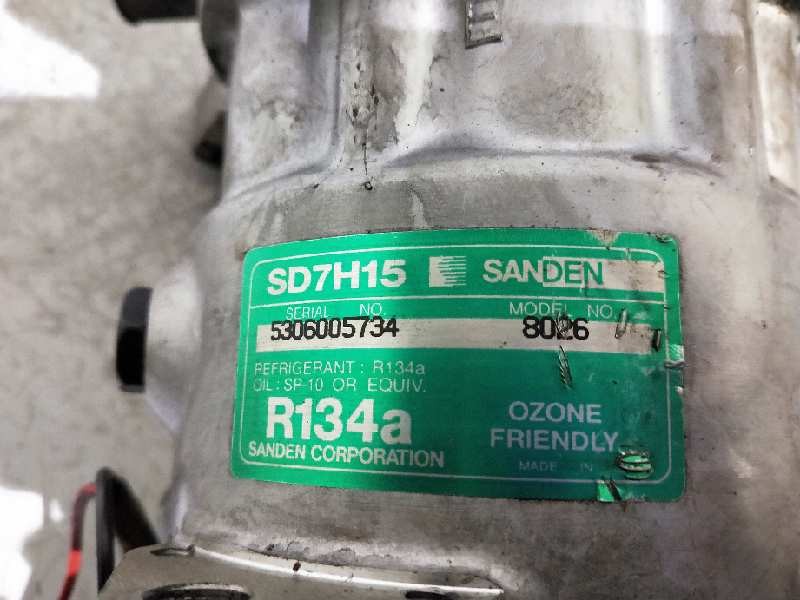 SD7H15 SANDEN
SERIAL NO. MODEL NO.
5306005734 8026
REFRIGERANT : R134a
OIL : SP-10 OR EQUIV.
R134a
OZONE
FRIENDLY
SANDEN CORPORATION
MADE IN